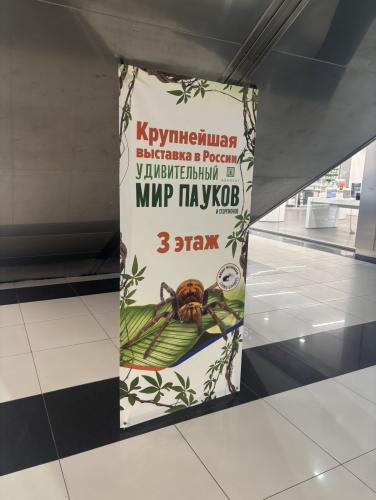 Крупнейшая
выставка в России
УДИВИТЕЛЬНЫЙ
МИР ПАУКОВ
И СКОРПИОНОВ
3 этаж